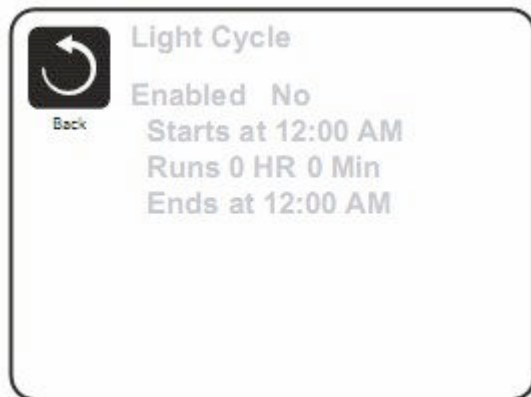 Light Cycle
Back
Enabled No
Starts at 12:00 AM
Runs 0 HR 0 Min
Ends at 12:00 AM